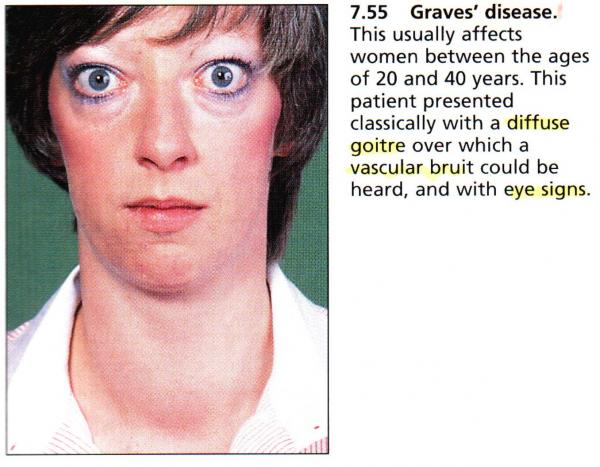 7.55 Graves’ disease.
This usually affects
women between the ages
of 20 and 40 years. This
patient presented
classically with a diffuse
goitre over which a
vascular bruit could be
heard, and with eye signs.